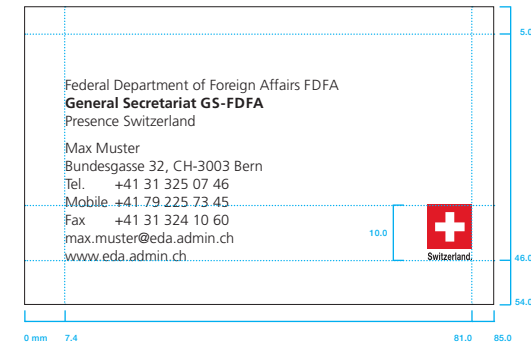 5.0
Federal Department of Foreign Affairs FDFA
General Secretariat GS-FDFA
Presence Switzerland
Max Muster
Bundesgasse 32, CH-3003 Bern
Tel. +41 31 325 07 46
Mobile +41 79 225 73 45
Fax +41 31 324 10 60
max.muster@eda.admin.ch
www.eda.admin.ch
10.0
Switzerland.
46.0
54.0
0 mm 7.4 81.0 85.0